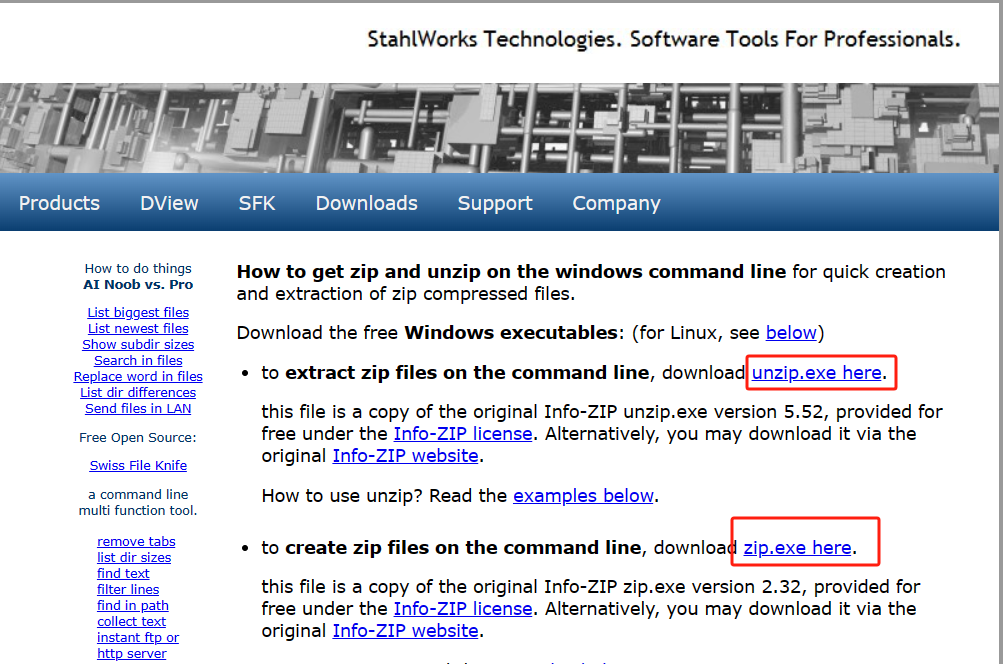 StahlWorks Technologies. Software Tools For Professionals.
Products DView SFK Downloads Support Company
How to do things
AI Noob vs. Pro
List biggest files
List newest files
Show subdir sizes
Search in files
Replace word in files
List dir differences
Send files in LAN
Free Open Source:
Swiss File Knife
a command line
multi function tool.
remove tabs
list dir sizes
find text
filter lines
find in path
collect text
instant ftp or
http server
How to get zip and unzip on the windows command line for quick creation
and extraction of zip compressed files.
Download the free Windows executables: (for Linux, see below)
• to extract zip files on the command line, download unzip.exe here.
this file is a copy of the original Info-ZIP unzip.exe version 5.52, provided for
free under the Info-ZIP license. Alternatively, you may download it via the
original Info-ZIP website.
How to use unzip? Read the examples below.
• to create zip files on the command line, download zip.exe here.
this file is a copy of the original Info-ZIP zip.exe version 2.32, provided for
free under the Info-ZIP license. Alternatively, you may download it via the
original Info-ZIP website.